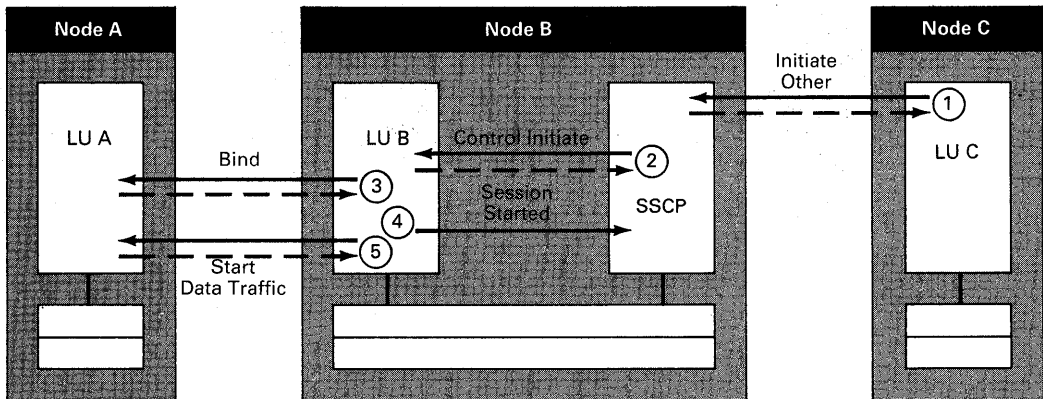 Node A
Node B
Node C
Initiate
Other
1
LU A
LU B
Control Initiate
LU C
2
Bind
3
Session
Started
SSCP
4
5
Start
Data Traffic